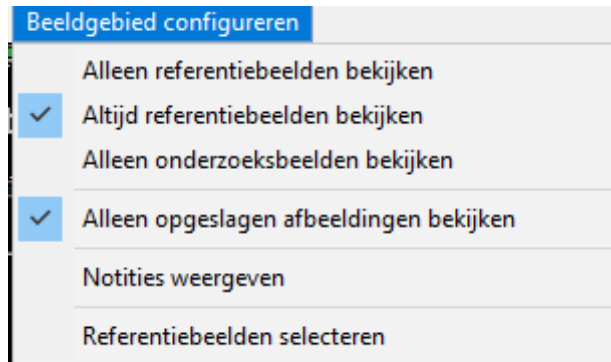 Beeldgebied configureren
Alleen referentiebeelden bekijken
Altijd referentiebeelden bekijken
Alleen onderzoeksbeelden bekijken
Alleen opgeslagen afbeeldingen bekijken
Notities weergeven
Referentiebeelden selecteren